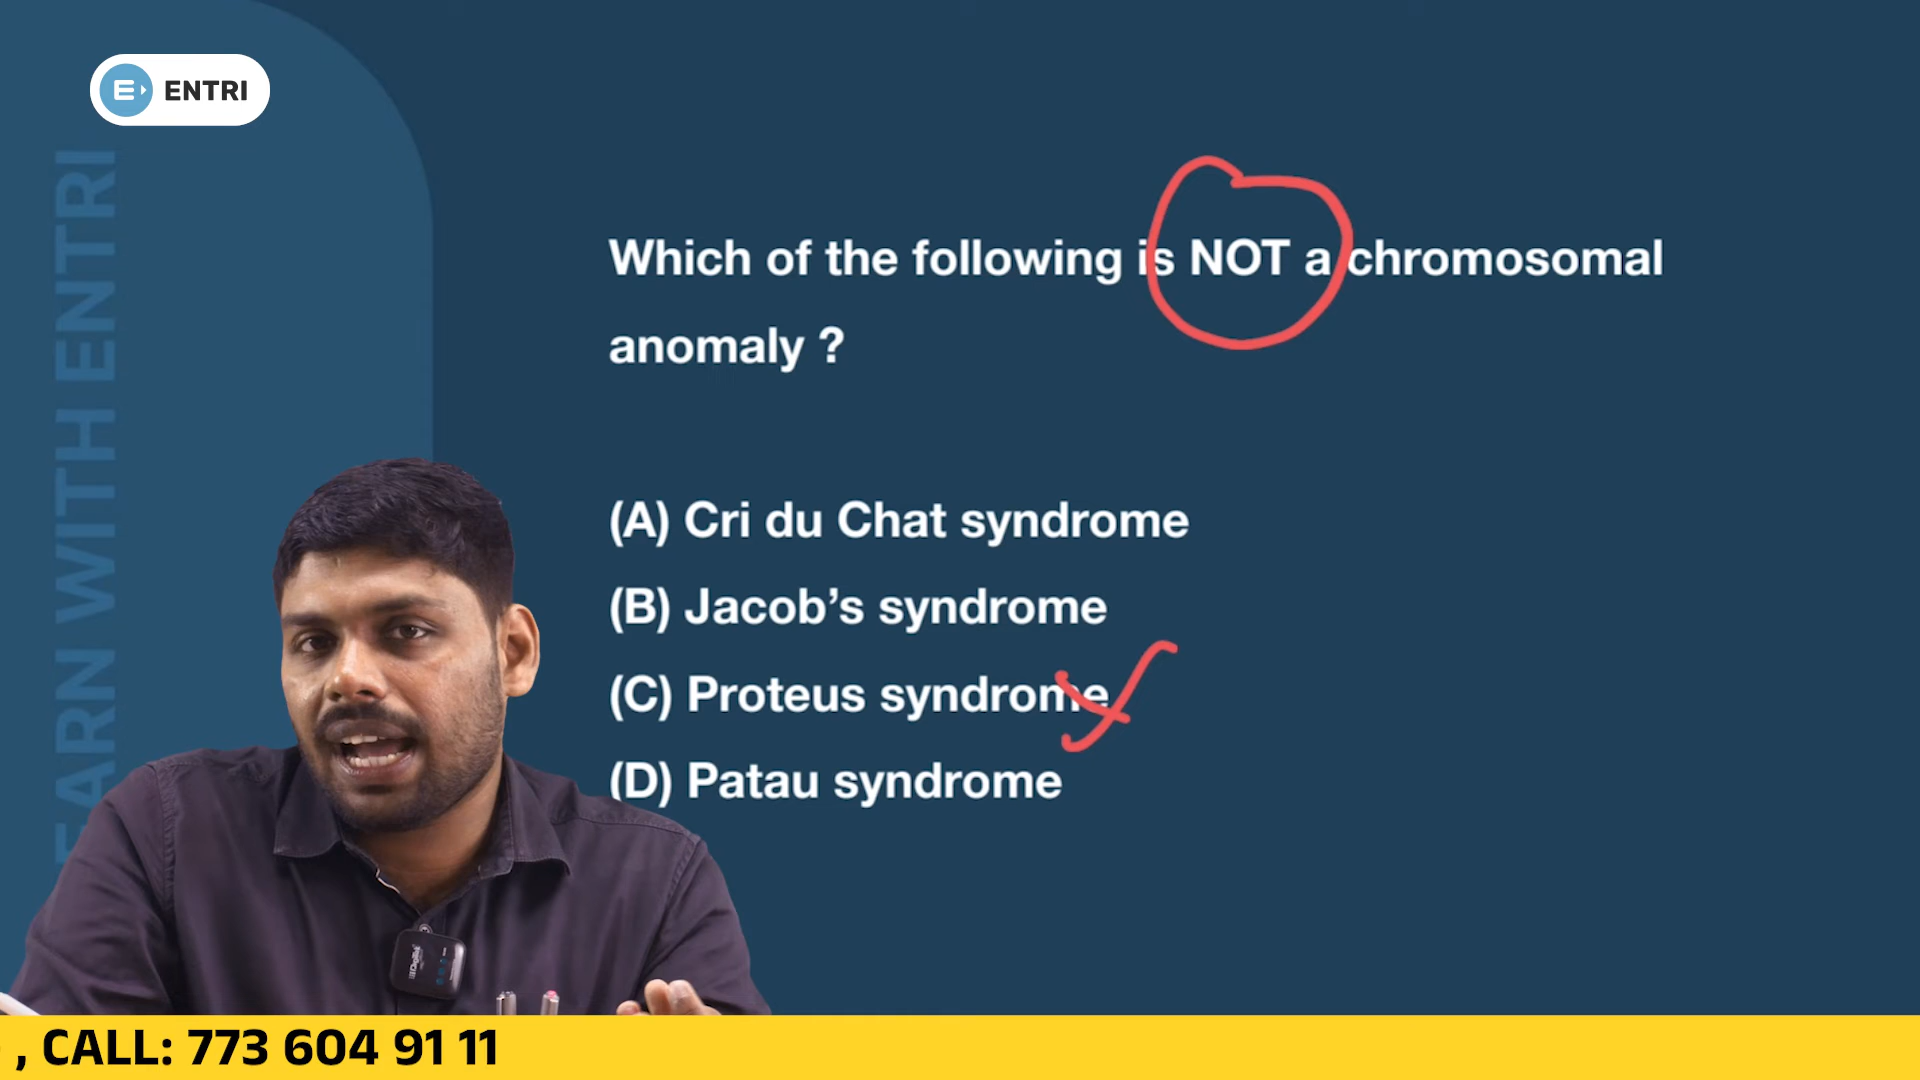 ENTRI
EARN WITH ENTRI
Which of the following is NOT a chromosomal
anomaly ?
(A) Cri du Chat syndrome
(B) Jacob’s syndrome
(C) Proteus syndrome
(D) Patau syndrome
, CALL: 773 604 91 11